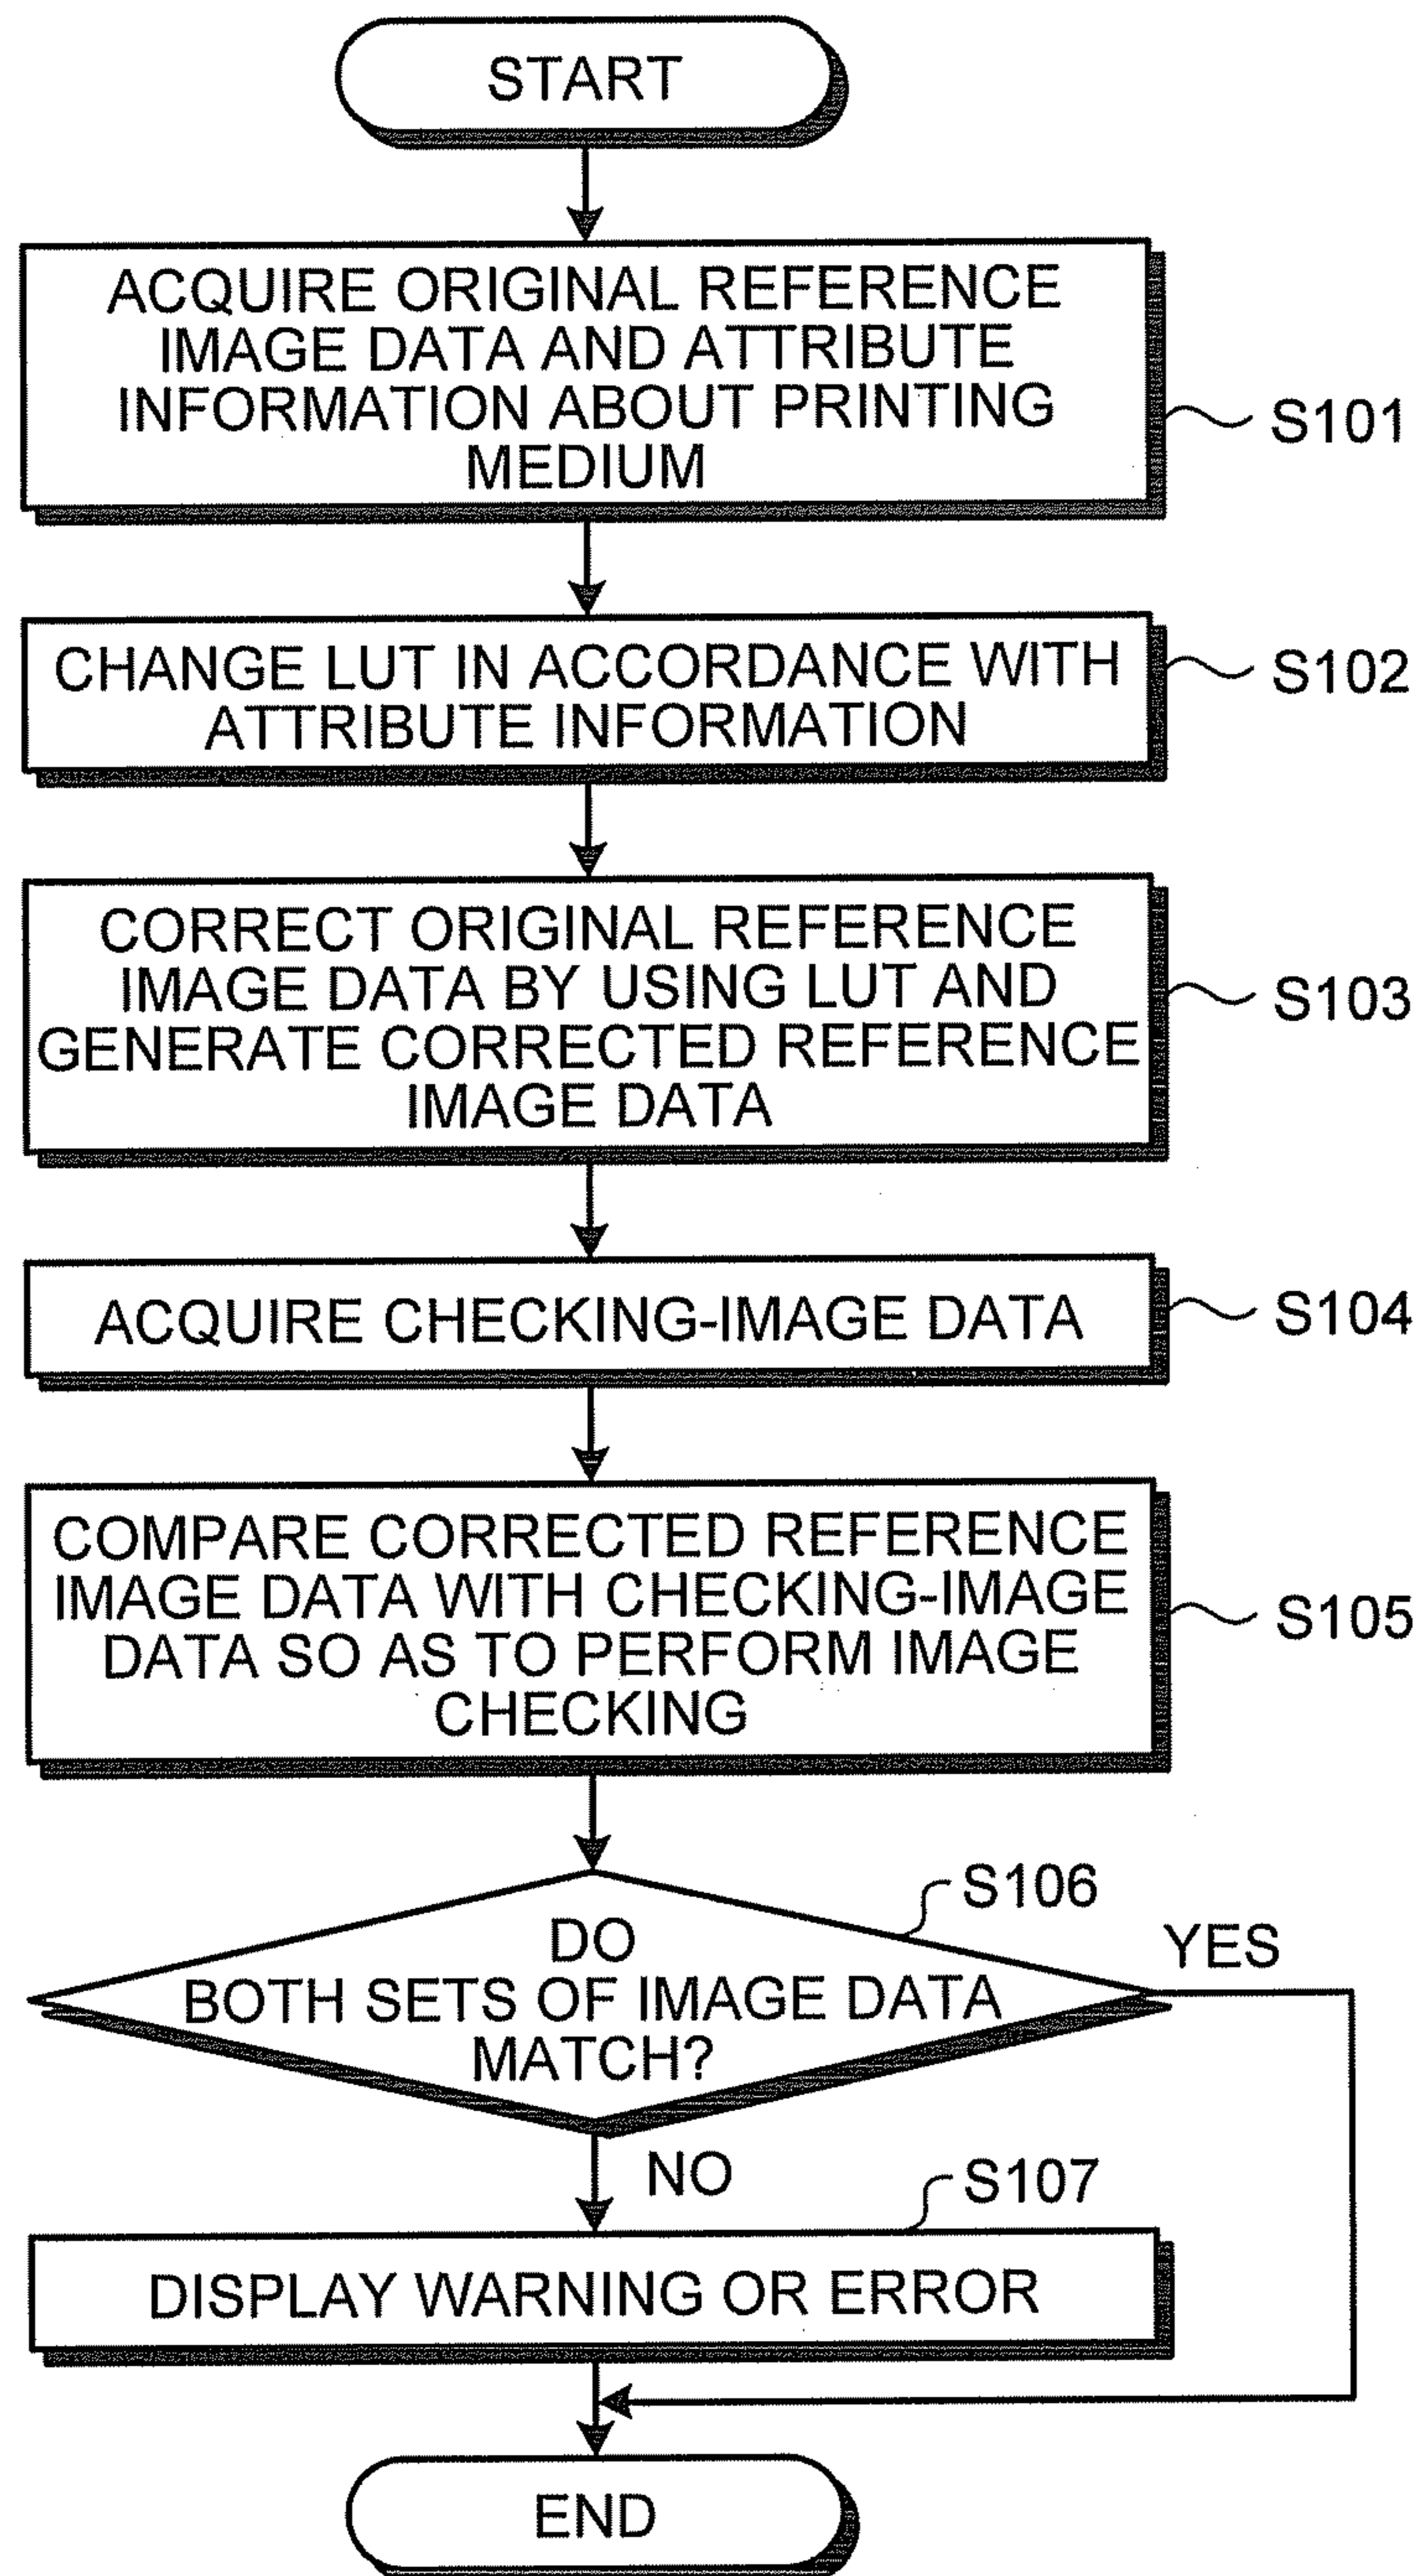 START
ACQUIRE ORIGINAL REFERENCE
IMAGE DATA AND ATTRIBUTE
INFORMATION ABOUT PRINTING
MEDIUM
S101
CHANGE LUT IN ACCORDANCE WITH
ATTRIBUTE INFORMATION
S102
CORRECT ORIGINAL REFERENCE
IMAGE DATA BY USING LUT AND
GENERATE CORRECTED REFERENCE
IMAGE DATA
S103
ACQUIRE CHECKING-IMAGE DATA
S104
COMPARE CORRECTED REFERENCE
IMAGE DATA WITH CHECKING-IMAGE
DATA SO AS TO PERFORM IMAGE
CHECKING
S105
S106
DO
BOTH SETS OF IMAGE DATA
MATCH?
YES
NO
S107
DISPLAY WARNING OR ERROR
END